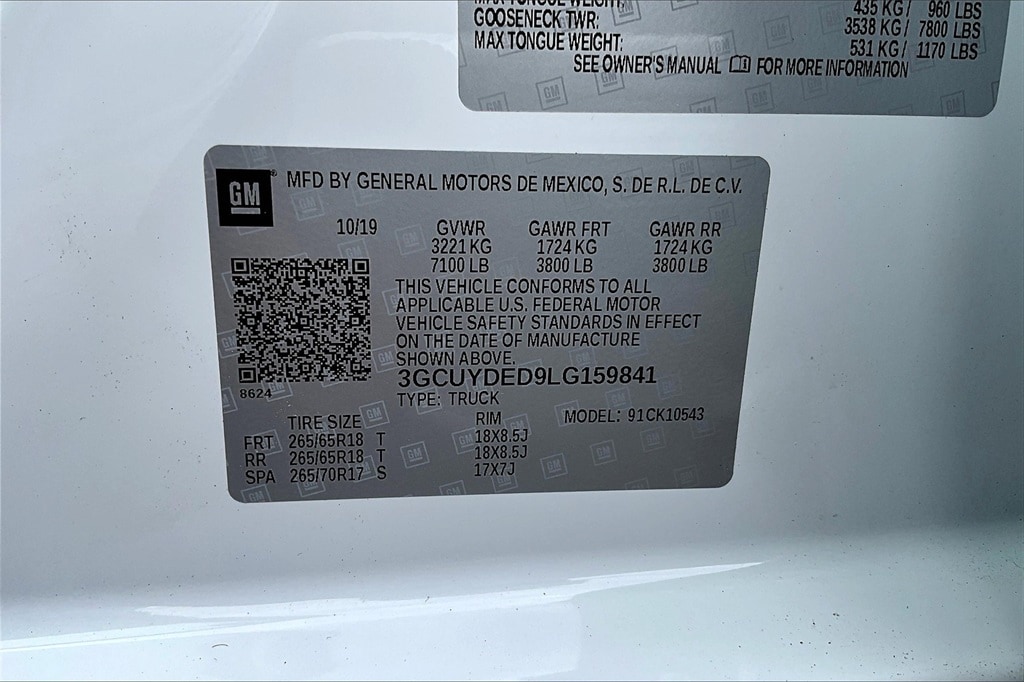 MAX TONGUE WEIGHT: 435 KG / 960 LBS
GOOSENECK TWR: 3538 KG / 7800 LBS
MAX TONGUE WEIGHT: 531 KG / 1170 LBS
SEE OWNER'S MANUAL FOR MORE INFORMATION
GM ® MFD BY GENERAL MOTORS DE MEXICO, S. DE R.L. DE C.V.
10/19 GVWR GAWR FRT GAWR RR
3221 KG 1724 KG 1724 KG
7100 LB 3800 LB 3800 LB
THIS VEHICLE CONFORMS TO ALL
APPLICABLE U.S. FEDERAL MOTOR
VEHICLE SAFETY STANDARDS IN EFFECT
ON THE DATE OF MANUFACTURE
SHOWN ABOVE.
3GCUYDED9LG159841
8624
TYPE: TRUCK
TIRE SIZE RIM MODEL: 91CK10543
FRT 265/65R18 T 18X8.5J
RR 265/65R18 T 18X8.5J
SPA 265/70R17 S 17X7J